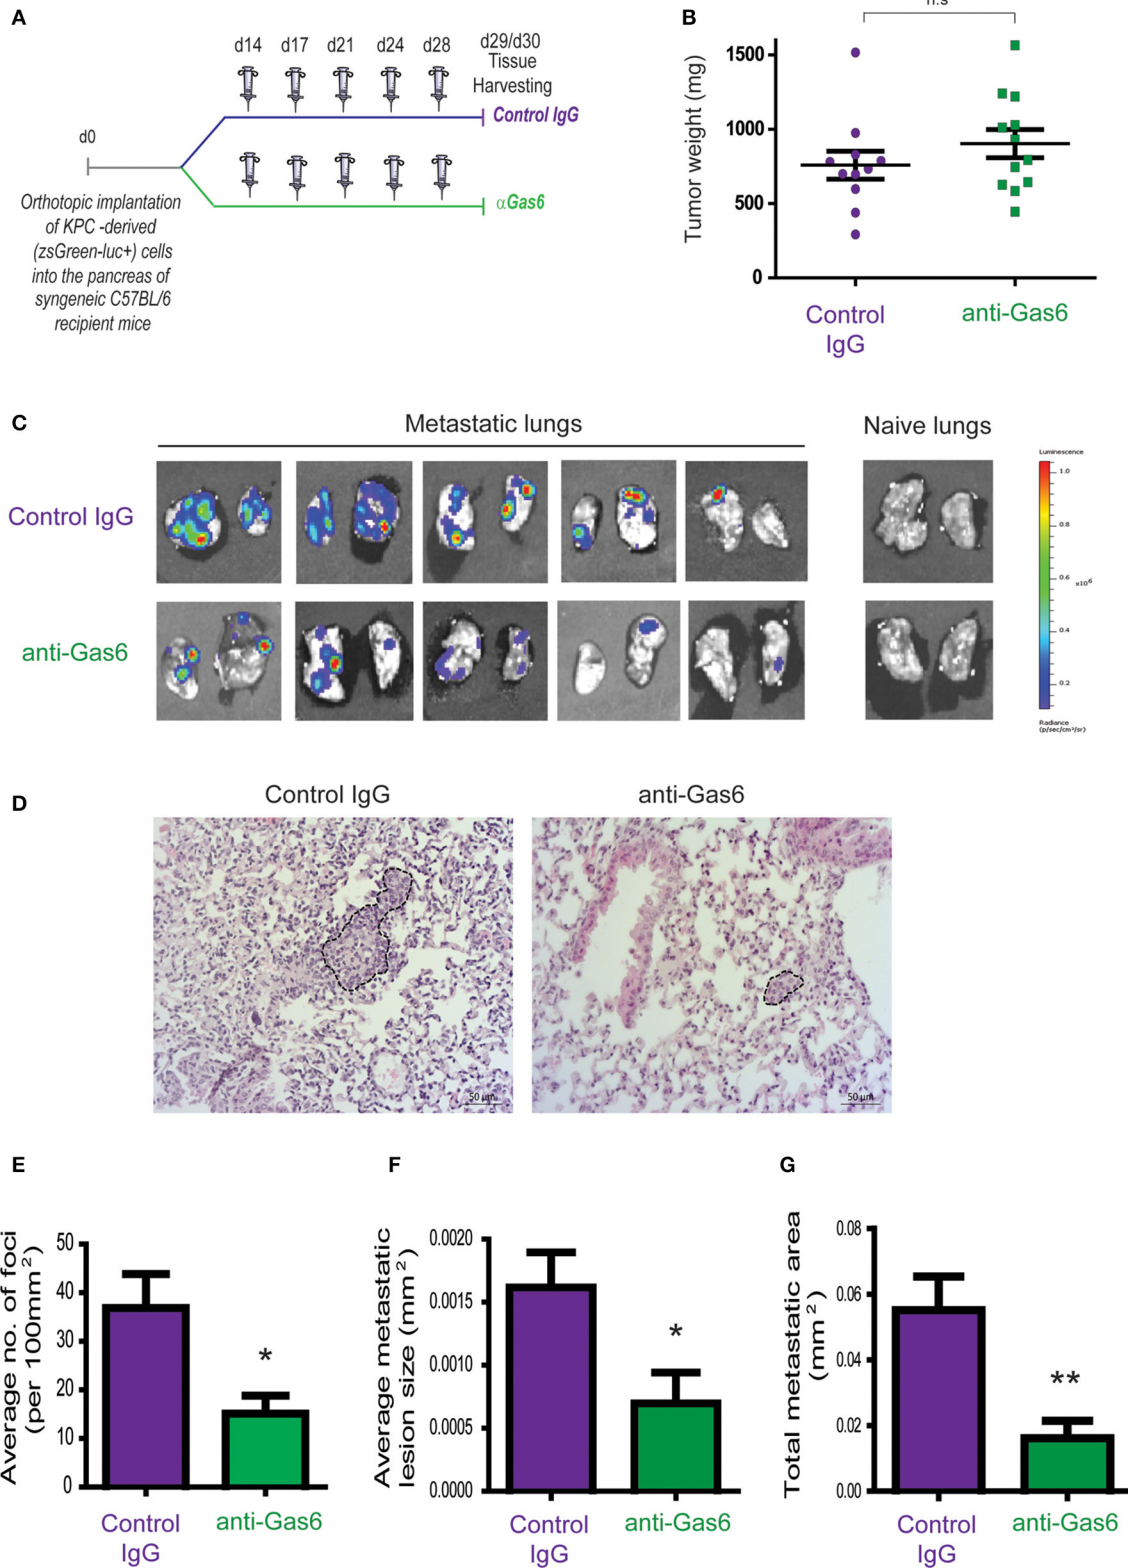 A
d14 d17 d21 d24 d28 d29/d30
Tissue
Harvesting
Control IgG
d0
αGas6
Orthotopic implantation
of KPC -derived
(zsGreen-luc+) cells
into the pancreas of
syngeneic C57BL/6
recipient mice
B
n.s
Tumor weight (mg)
1500
1000
500
0
Control
IgG
anti-Gas6
C
Metastatic lungs
Naive lungs
Control IgG
anti-Gas6
Luminescence
1.0
0.8
0.6
x10⁶
0.4
0.2
Radiance
(p/sec/cm²/sr)
D
Control IgG
anti-Gas6
50 µm
50 µm
E
Average no. of foci
(per 100mm²)
50
40
30
20
10
0
*
Control
IgG
anti-Gas6
F
Average metastatic
lesion size (mm²)
0.0020
0.0015
0.0010
0.0005
0.0000
*
Control
IgG
anti-Gas6
G
Total metastatic area
(mm²)
0.08
0.06
0.04
0.02
0.00
**
Control
IgG
anti-Gas6